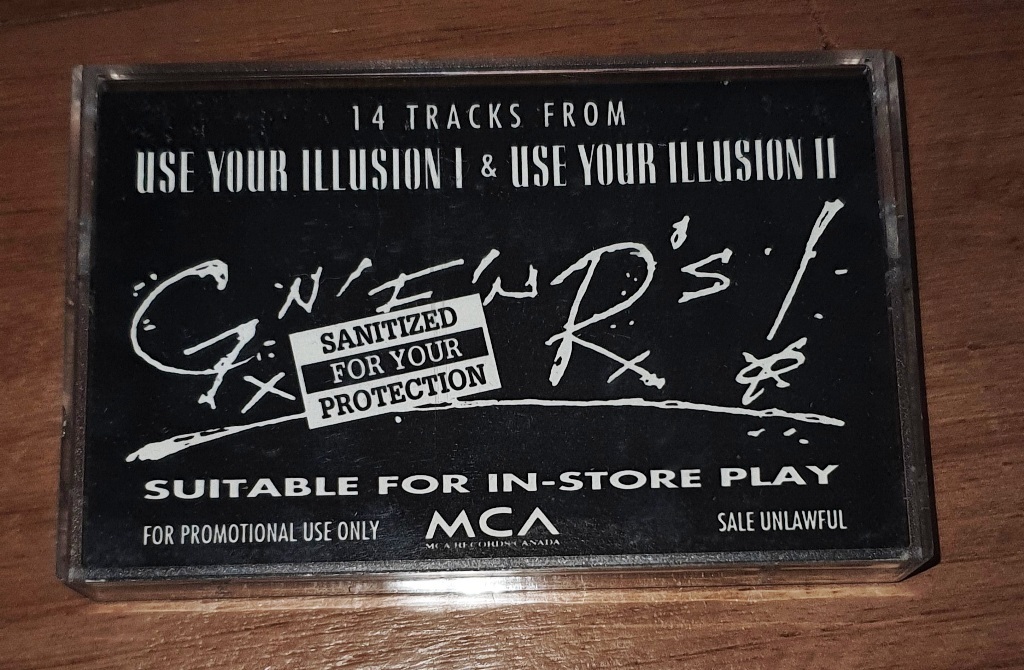 14 TRACKS FROM
USE YOUR ILLUSION I & USE YOUR ILLUSION II
G N' F'N R's!
SANITIZED
FOR YOUR
PROTECTION
SUITABLE FOR IN-STORE PLAY
FOR PROMOTIONAL USE ONLY
MCA
MCA RECORDS CANADA
SALE UNLAWFUL